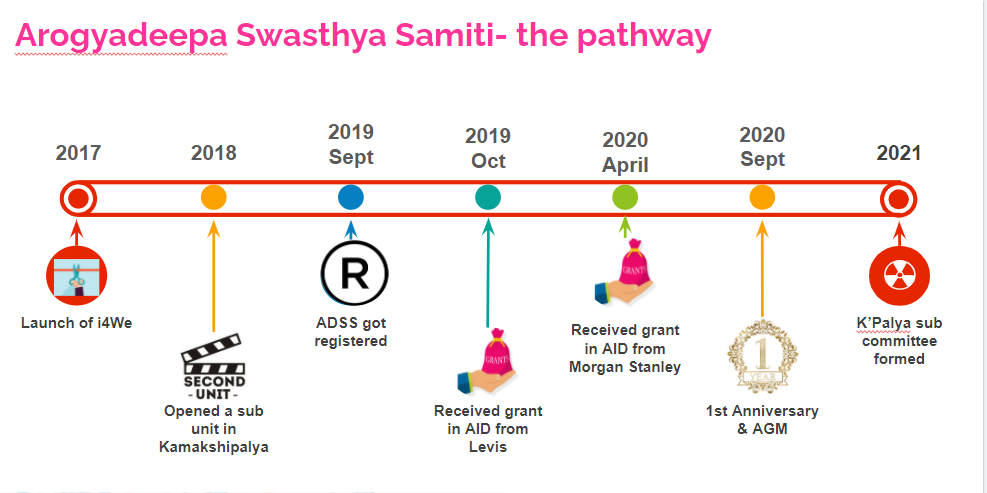 Arogyadeepa Swasthya Samiti- the pathway
2017
2018
2019
Sept
2019
Oct
2020
April
2020
Sept
2021
Launch of i4We
SECOND
- UNIT -
Opened a sub
unit in
Kamakshipalya
R
ADSS got
registered
GRANT
Received grant
in AID from
Levis
GRANT
Received grant
in AID from
Morgan Stanley
1
YEAR
1st Anniversary
& AGM
K'Palya sub
committee
formed